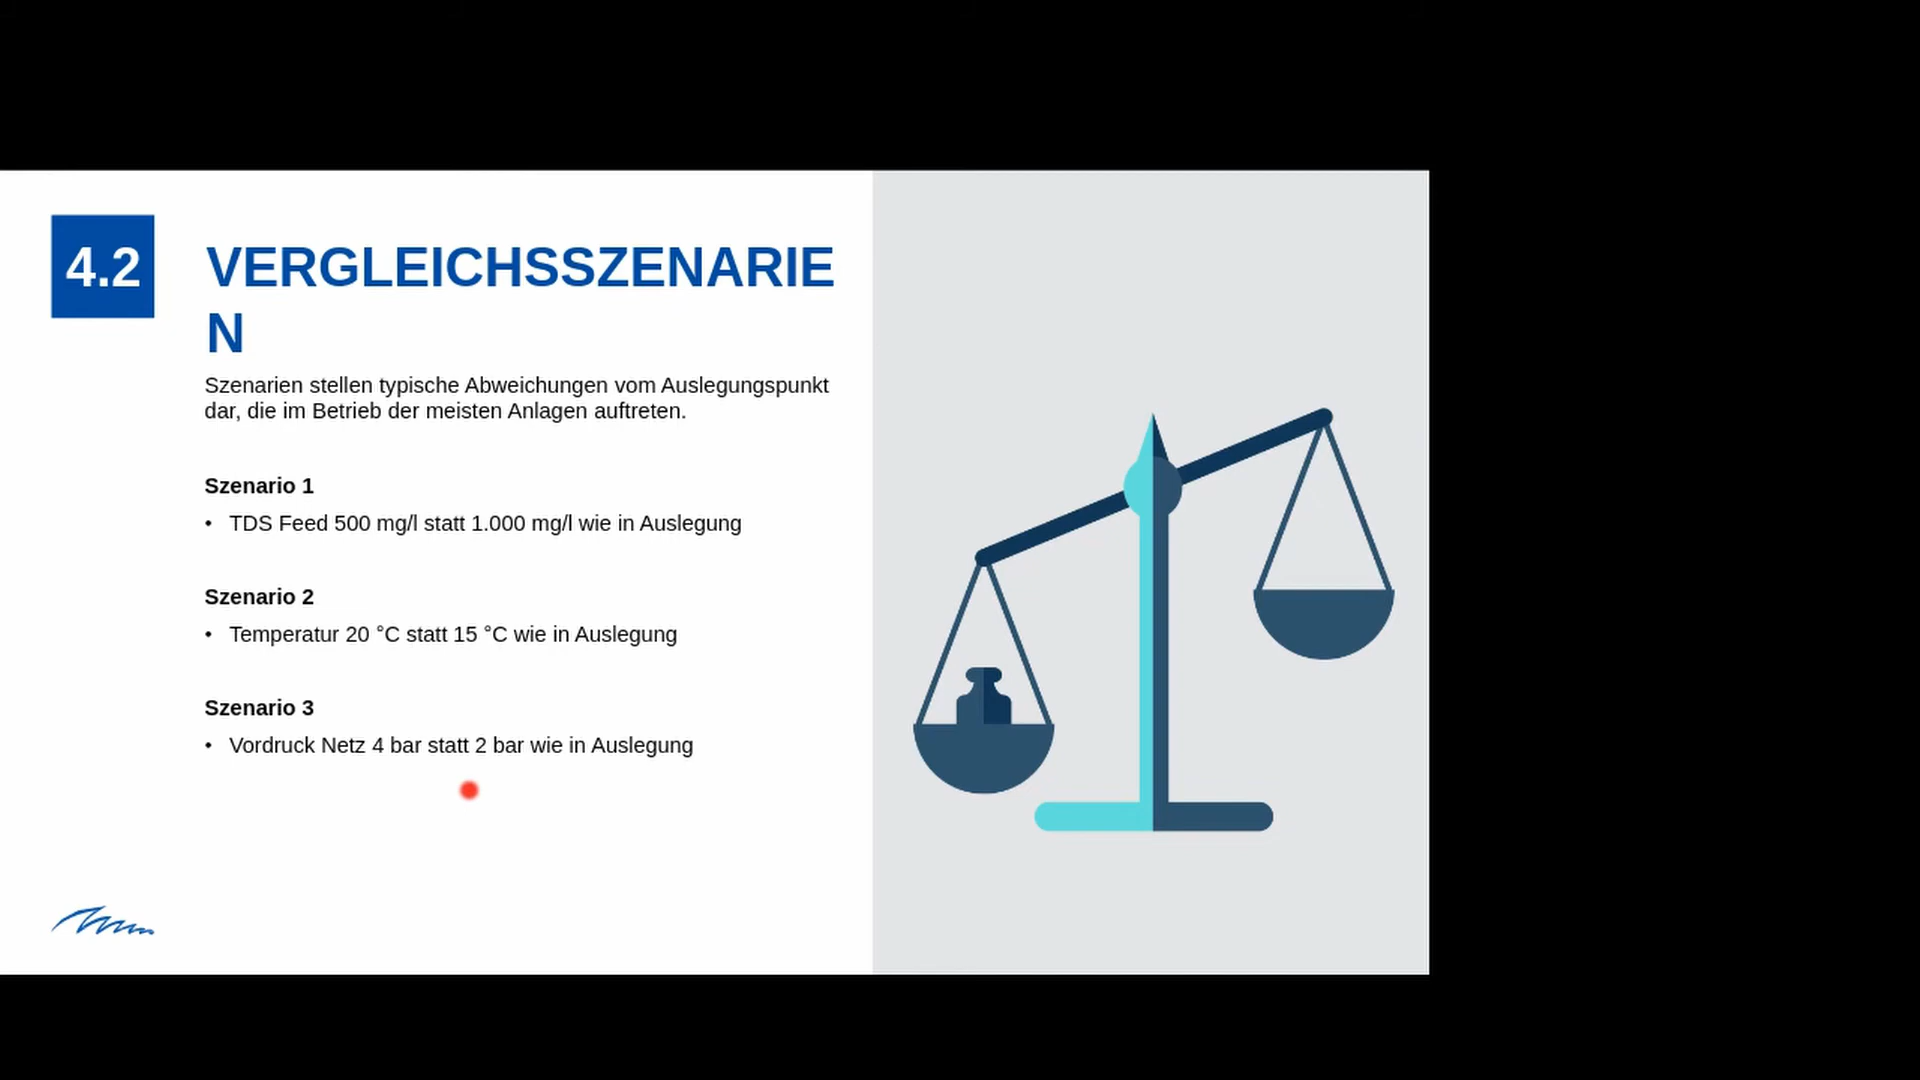 4.2
VERGLEICHSSZENARIE
N
Szenarien stellen typische Abweichungen vom Auslegungspunkt
dar, die im Betrieb der meisten Anlagen auftreten.
Szenario 1
• TDS Feed 500 mg/l statt 1.000 mg/l wie in Auslegung
Szenario 2
• Temperatur 20 °C statt 15 °C wie in Auslegung
Szenario 3
• Vordruck Netz 4 bar statt 2 bar wie in Auslegung